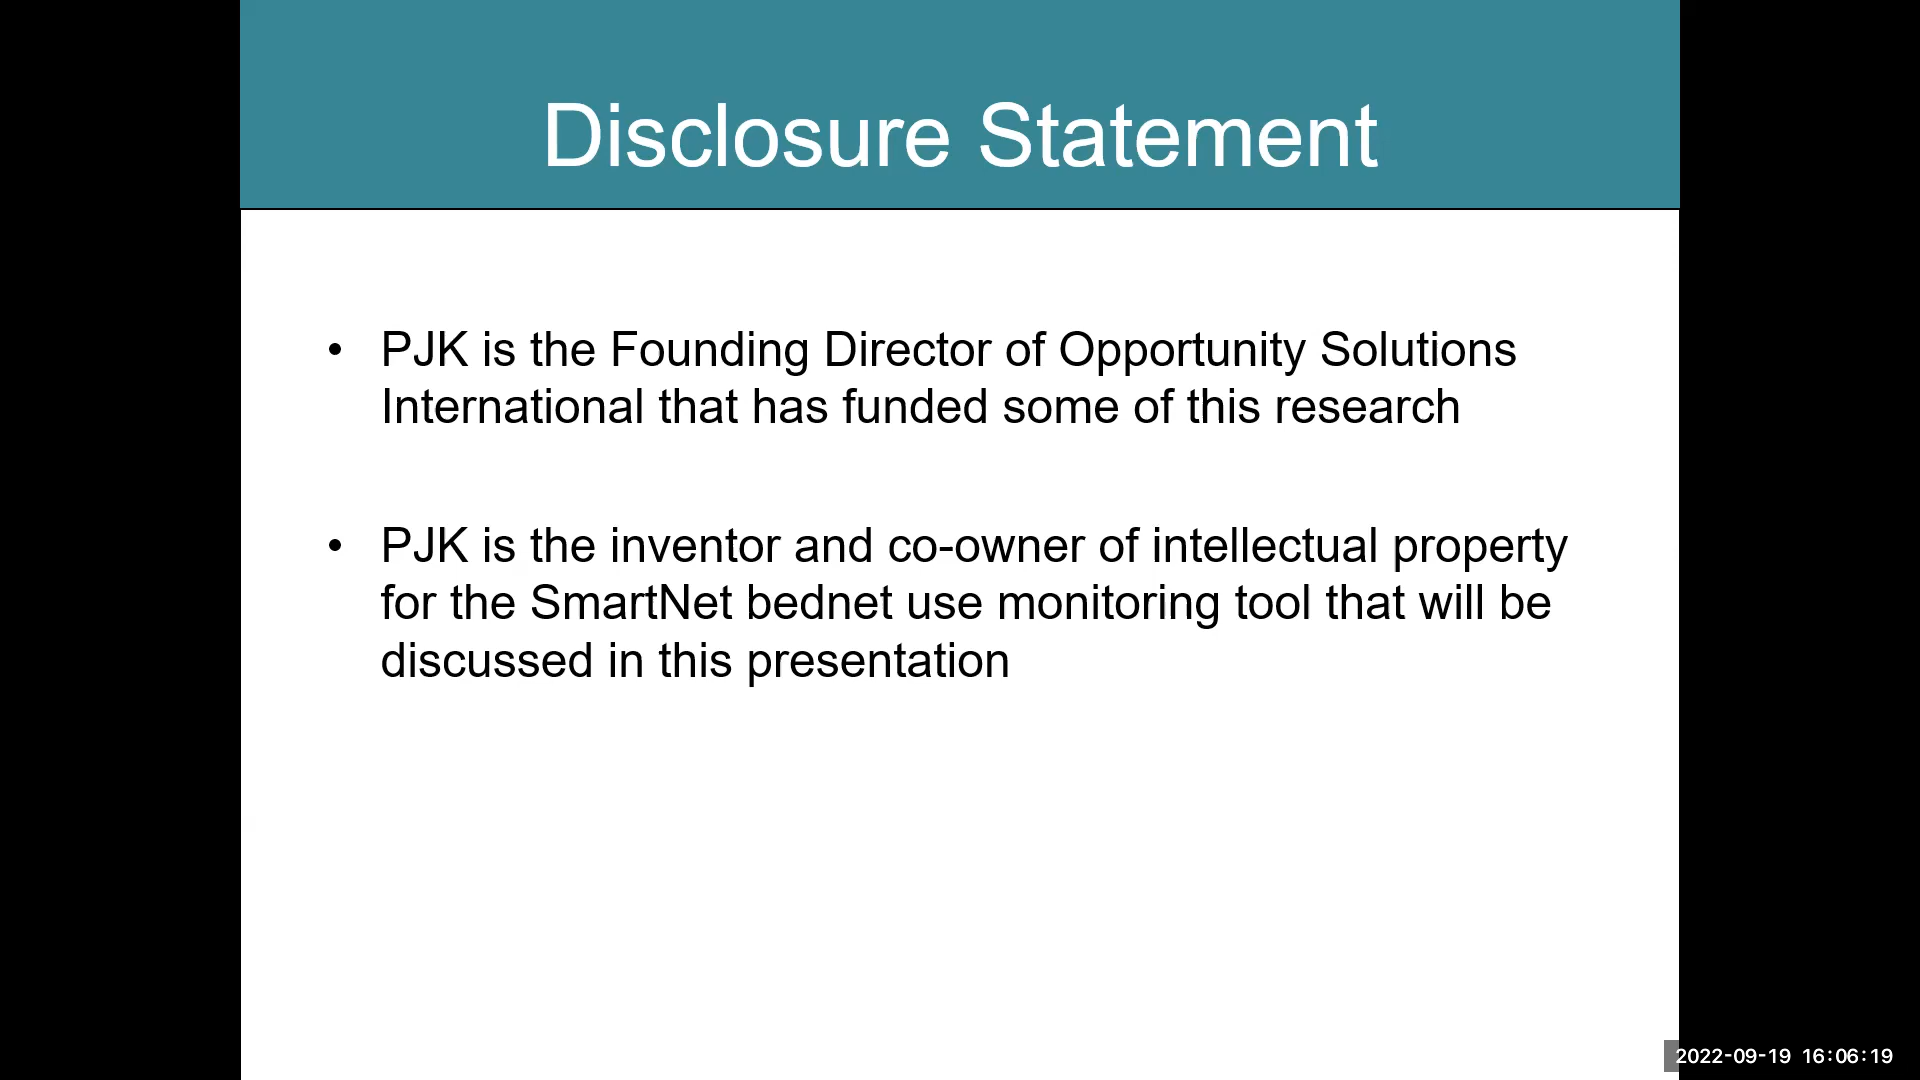 Disclosure Statement
• PJK is the Founding Director of Opportunity Solutions
International that has funded some of this research
• PJK is the inventor and co-owner of intellectual property
for the SmartNet bednet use monitoring tool that will be
discussed in this presentation
2022-09-19 16:06:19